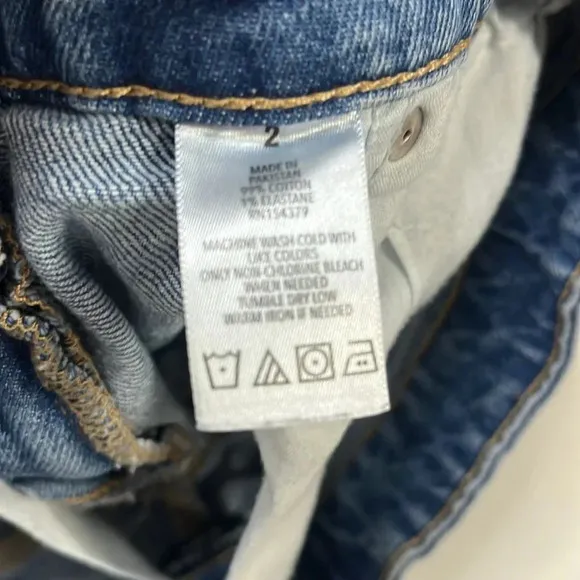 2
MADE IN
PAKISTAN
99% COTTON
1% ELASTANE
RN154379
MACHINE WASH COLD WITH
LIKE COLORS
ONLY NON-CHLORINE BLEACH
WHEN NEEDED
TUMBLE DRY LOW
WARM IRON IF NEEDED